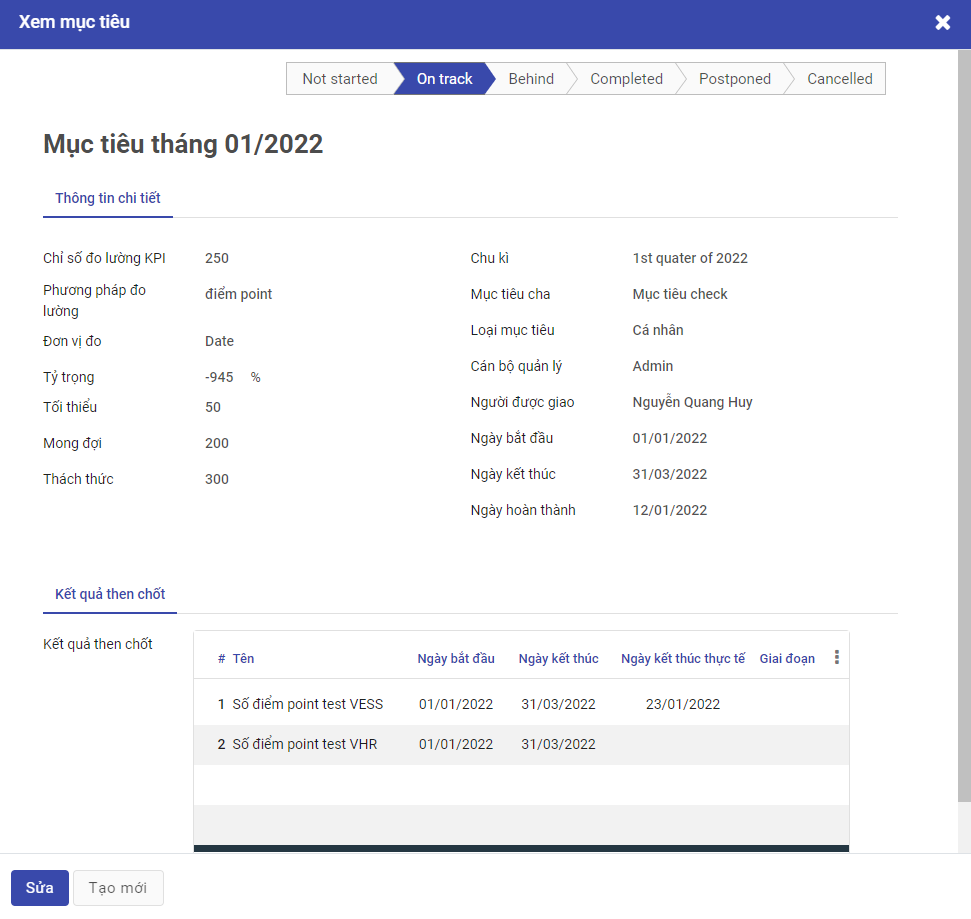 Xem mục tiêu
Not started On track Behind Completed Postponed Cancelled
Mục tiêu tháng 01/2022
Thông tin chi tiết
Chỉ số đo lường KPI 250
Phương pháp đo lường điểm point
Đơn vị đo Date
Tỷ trọng -945 %
Tối thiểu 50
Mong đợi 200
Thách thức 300
Chu kì 1st quater of 2022
Mục tiêu cha Mục tiêu check
Loại mục tiêu Cá nhân
Cán bộ quản lý Admin
Người được giao Nguyễn Quang Huy
Ngày bắt đầu 01/01/2022
Ngày kết thúc 31/03/2022
Ngày hoàn thành 12/01/2022
Kết quả then chốt
Kết quả then chốt
# Tên Ngày bắt đầu Ngày kết thúc Ngày kết thúc thực tế Giai đoạn
1 Số điểm point test VESS 01/01/2022 31/03/2022 23/01/2022
2 Số điểm point test VHR 01/01/2022 31/03/2022
Sửa Tạo mới